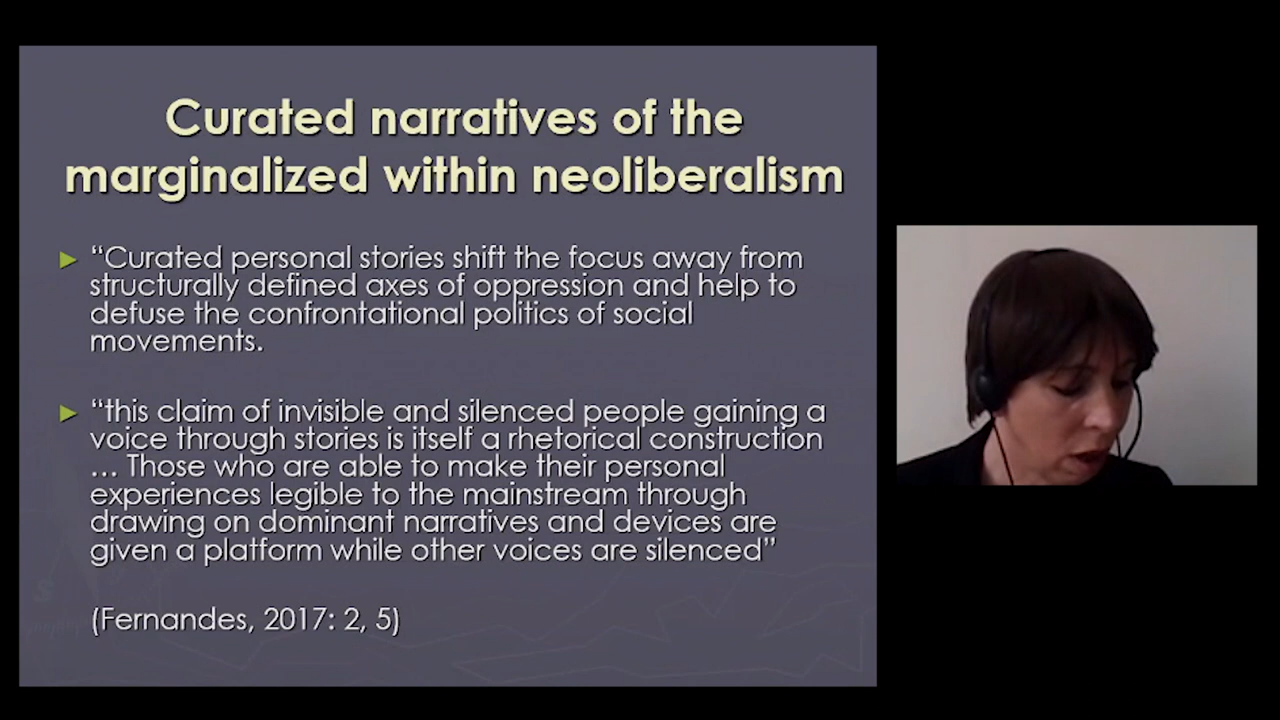 Curated narratives of the
marginalized within neoliberalism
“Curated personal stories shift the focus away from
structurally defined axes of oppression and help to
defuse the confrontational politics of social
movements.
“this claim of invisible and silenced people gaining a
voice through stories is itself a rhetorical construction
... Those who are able to make their personal
experiences legible to the mainstream through
drawing on dominant narratives and devices are
given a platform while other voices are silenced”
(Fernandes, 2017: 2, 5)